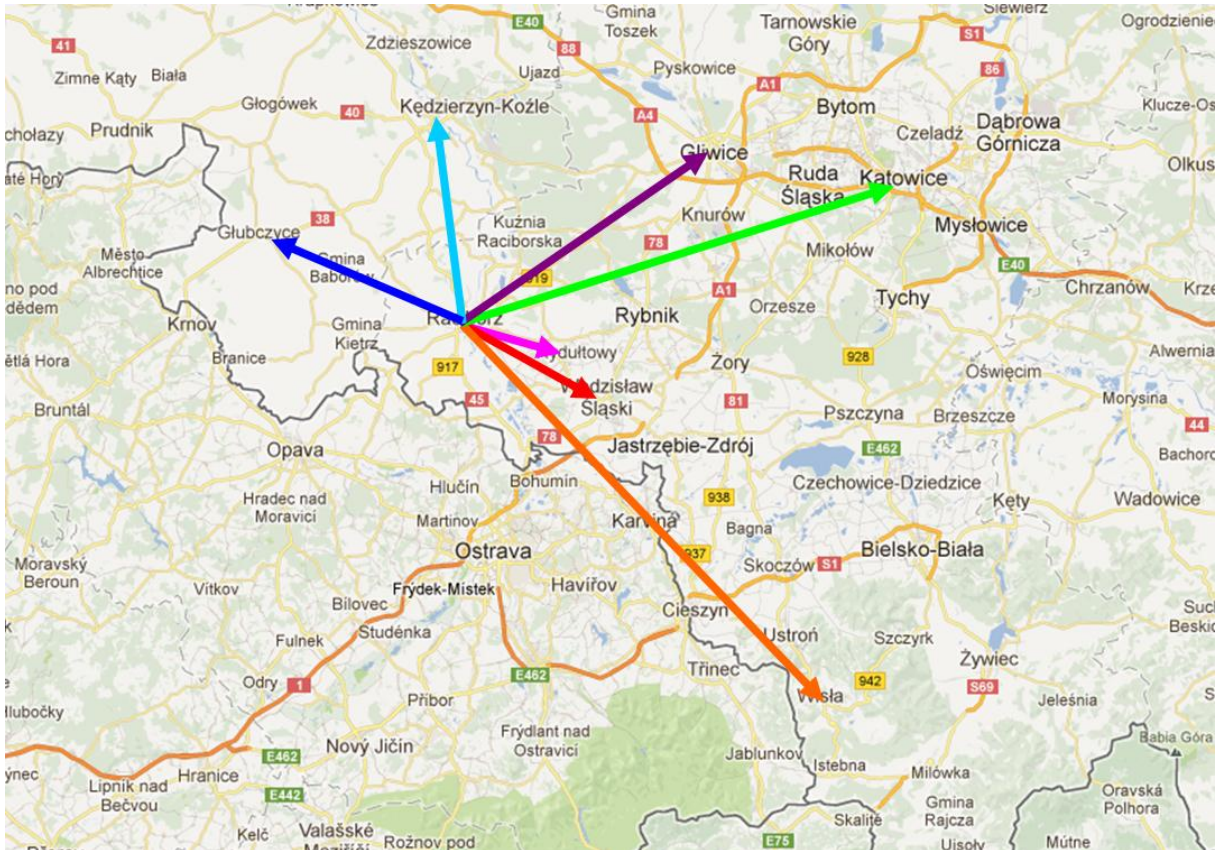 Krapkowice
E40
Gmina
Toszek
Tarnowskie
Góry
Siewierz
S1
Ogrodzieniec
41
Zdzieszowice
88
Zimne Kąty
Biała
Ujazd
Pyskowice
A1
86
Głogówek
40
Kędzierzyn-Koźle
A4
Bytom
Klucze-Os
Prudnik
Czeladź
Dąbrowa
Górnicza
Gliwice
Ruda
Śląska
Katowice
Olkus
38
Głubczyce
Kuźnia
Raciborska
Knurów
78
Mikołów
Mysłowice
Město
Albrechtice
Gmina
Baborów
919
E40
Chrzanów
A1
Orzesze
Tychy
Krnov
Gmina
Kietrz
Racibórz
Rybnik
Branice
917
Rydułtowy
Żory
928
Oświęcim
Alwernia
Bruntál
45
Wodzisław
Śląski
81
Pszczyna
Brzeszcze
Morysina
44
Opava
78
Jastrzębie-Zdrój
E462
Bachoro
Hlučín
Bohumín
Czechowice-Dziedzice
Hradec nad
Moravicí
Martinov
Karviná
938
Kęty
Wadowice
Bagna
Ostrava
937
Bielsko-Biała
Moravský
Beroun
Vítkov
Frýdek-Místek
Havířov
Skoczów
S1
Bílovec
Cieszyn
Fulnek
Studénka
Ustroń
Szczyrk
Żywiec
E462
Třinec
Odry
1
Příbor
Wisła
942
S69
Jeleśnia
Frýdlant nad
Ostravicí
Nový Jičín
E462
Jablunkov
Babia Góra
Hranice
Istebna
Milówka
Lipník nad
Bečvou
E442
Gmina
Rajcza
Oravská
Polhora
Skalité
Kelč
Valašské
Meziříčí
Rožnov pod
E75
Ujsoły
Mútne